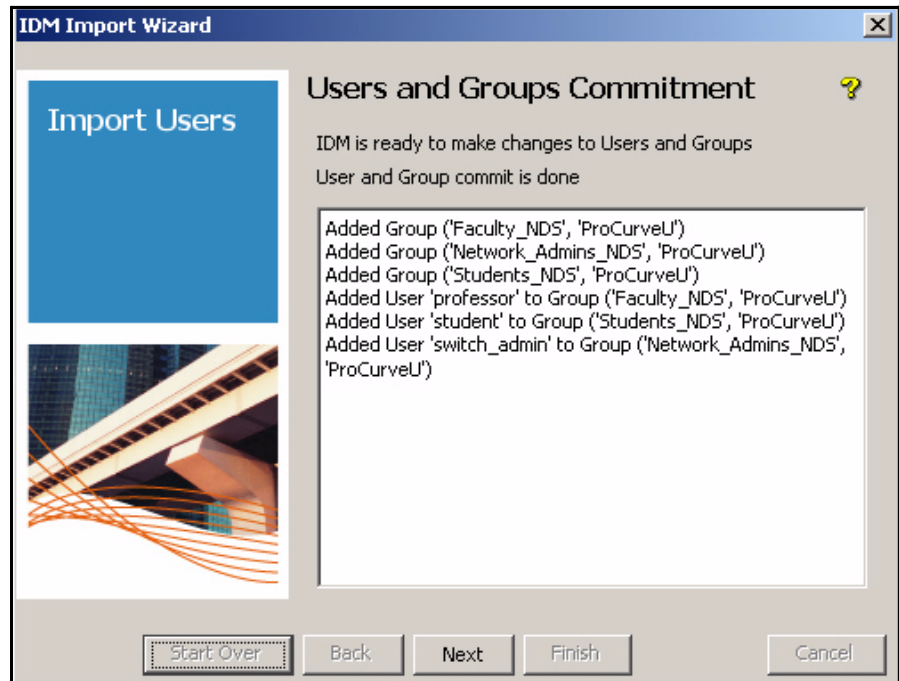 IDM Import Wizard
Import Users
Users and Groups Commitment
?
IDM is ready to make changes to Users and Groups
User and Group commit is done
Added Group ('Faculty_NDS', 'ProCurveU')
Added Group ('Network_Admins_NDS', 'ProCurveU')
Added Group ('Students_NDS', 'ProCurveU')
Added User 'professor' to Group ('Faculty_NDS', 'ProCurveU')
Added User 'student' to Group ('Students_NDS', 'ProCurveU')
Added User 'switch_admin' to Group ('Network_Admins_NDS',
'ProCurveU')
Start Over
Back
Next
Finish
Cancel